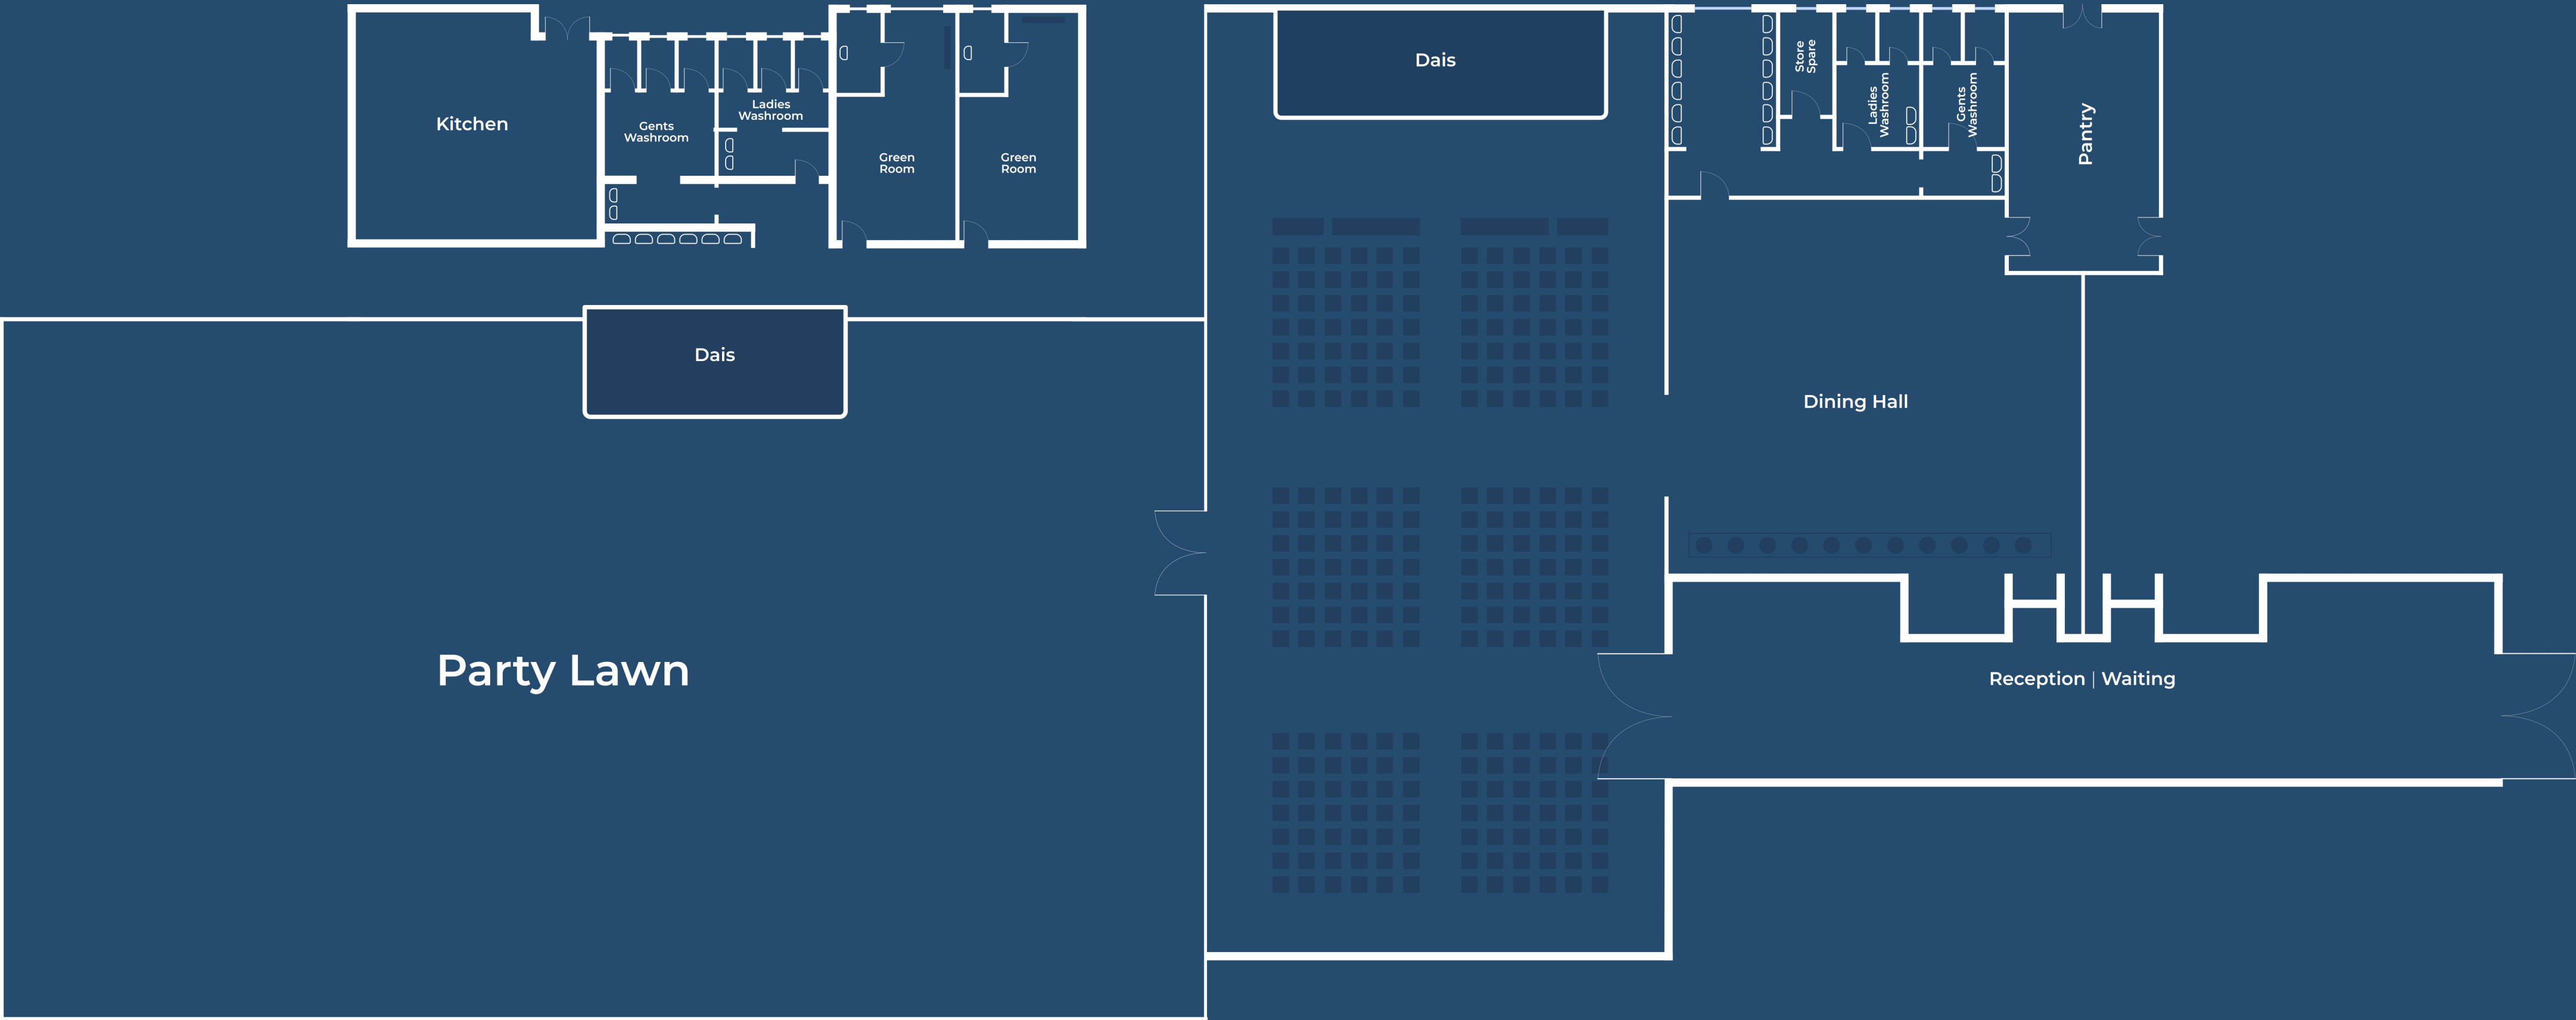 Kitchen
Gents
Washroom
Ladies
Washroom
Green
Room
Green
Room
Dais
Store
Spare
Ladies
Washroom
Gents
Washroom
Pantry
Dais
Dining Hall
Party Lawn
Reception | Waiting